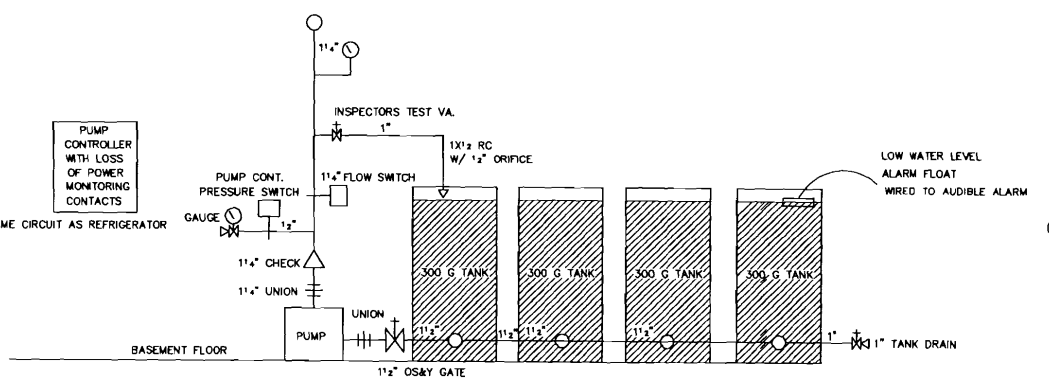 1¹₄"
INSPECTORS TEST VA.
1"
PUMP
CONTROLLER
WITH LOSS
OF POWER
MONITORING
CONTACTS
ME CIRCUIT AS REFRIGERATOR
1X¹₂ RC
W/ ¹₂" ORIFICE
LOW WATER LEVEL
ALARM FLOAT
WIRED TO AUDIBLE ALARM
PUMP CONT.
PRESSURE SWITCH
1¹₄" FLOW SWITCH
GAUGE
¹₂"
1¹₄" CHECK
1¹₄" UNION
300 G TANK
300 G TANK
300 G TANK
300 G TANK
PUMP
UNION
1¹₂"
1¹₂"
1¹₂"
1¹₂"
1"
1" TANK DRAIN
BASEMENT FLOOR
1¹₂" OS&Y GATE